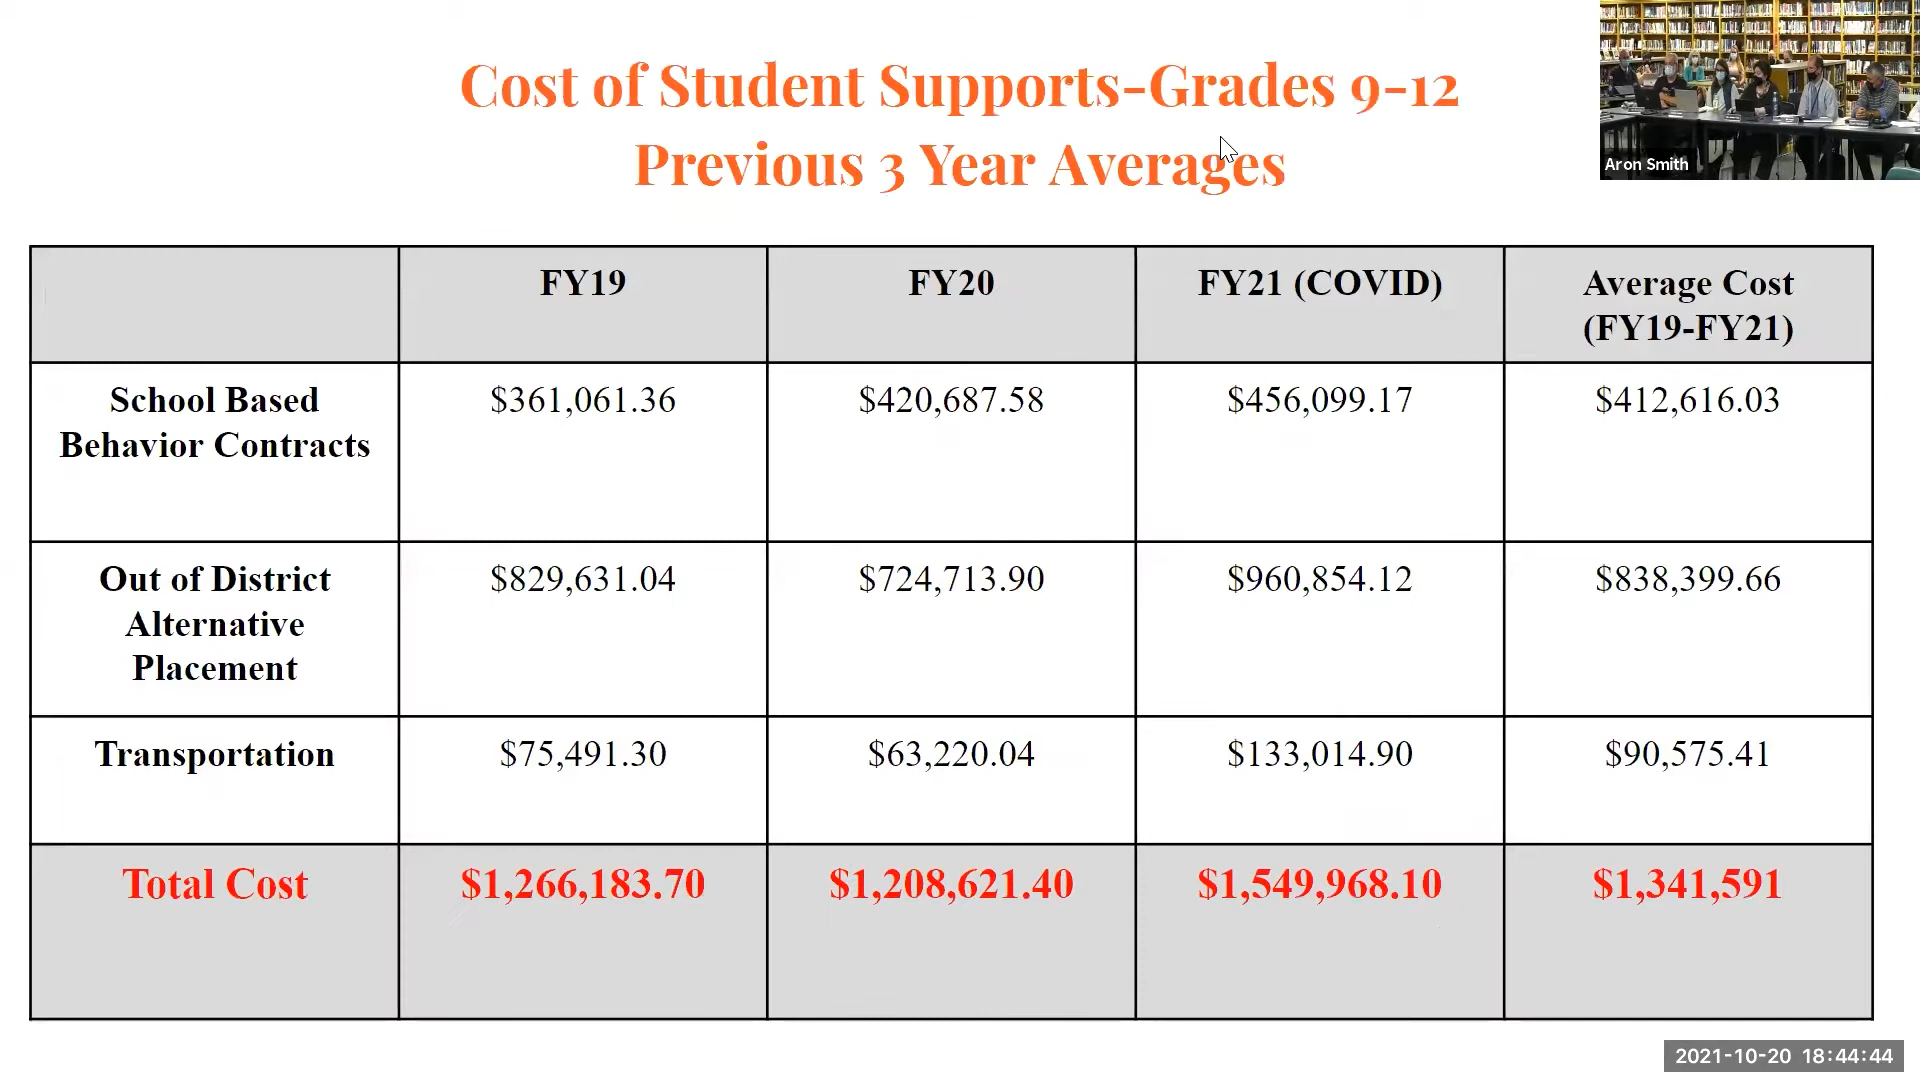 Cost of Student Supports-Grades 9-12
Previous 3 Year Averages
Aron Smith
FY19 FY20 FY21 (COVID) Average Cost
(FY19-FY21)
School Based $361,061.36 $420,687.58 $456,099.17 $412,616.03
Behavior Contracts
Out of District $829,631.04 $724,713.90 $960,854.12 $838,399.66
Alternative
Placement
Transportation $75,491.30 $63,220.04 $133,014.90 $90,575.41
Total Cost $1,266,183.70 $1,208,621.40 $1,549,968.10 $1,341,591
2021-10-20 18:44:44